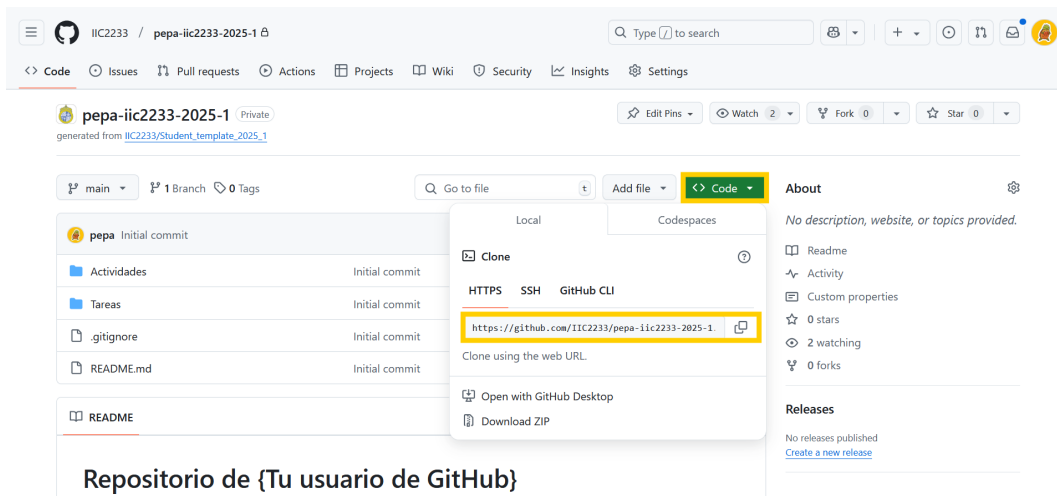 IIC2233 / pepa-iic2233-2025-1
Type / to search
Code Issues Pull requests Actions Projects Wiki Security Insights Settings
pepa-iic2233-2025-1 Private
Edit Pins Watch 2 Fork 0 Star 0
generated from IIC2233/Student_template_2025_1
main 1 Branch 0 Tags Go to file t Add file Code
About
No description, website, or topics provided.
Local Codespaces
pepa Initial commit
Clone
Readme
Actividades Initial commit
Activity
HTTPS SSH GitHub CLI
Custom properties
Tareas Initial commit
0 stars
https://github.com/IIC2233/pepa-iic2233-2025-1.
.gitignore Initial commit
2 watching
Clone using the web URL.
README.md Initial commit
0 forks
Open with GitHub Desktop
Releases
README
Download ZIP
No releases published
Create a new release
Repositorio de {Tu usuario de GitHub}